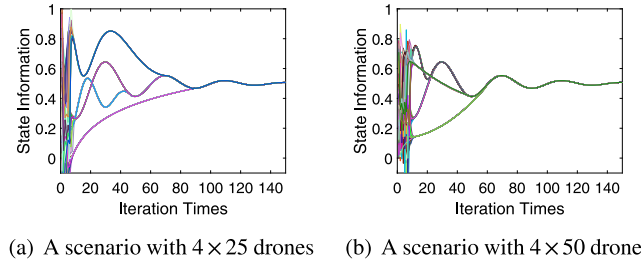 1
0.8
0.6
0.4
0.2
0
State Information
0 20 40 60 80 100 120 140
Iteration Times
(a) A scenario with 4×25 drones
1
0.8
0.6
0.4
0.2
0
State Information
0 20 40 60 80 100 120 140
Iteration Times
(b) A scenario with 4×50 drone